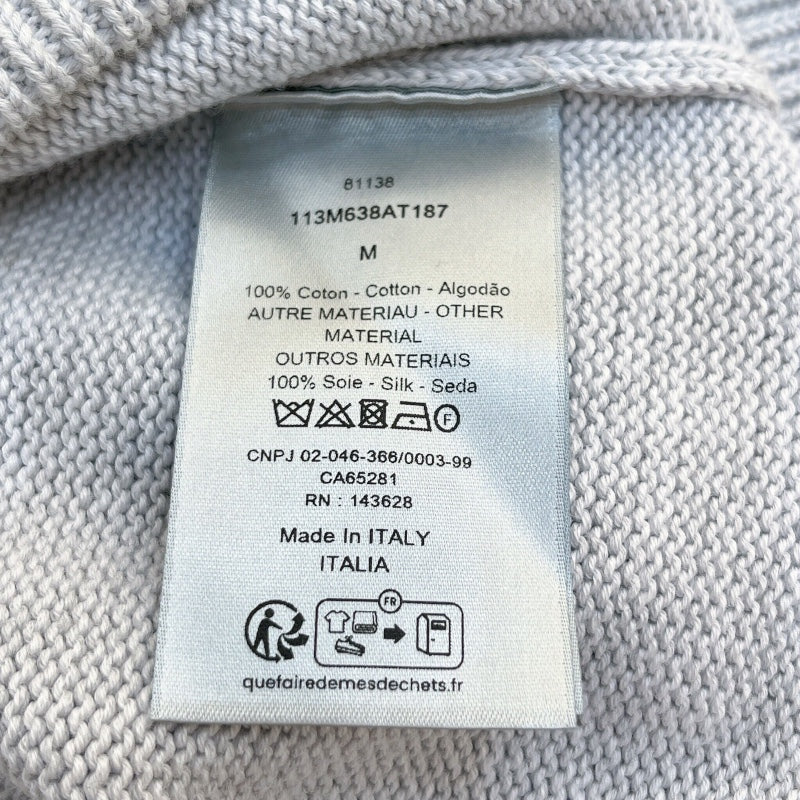 81138
113M638AT187
M
100% Coton - Cotton - Algodão
AUTRE MATERIAU - OTHER
MATERIAL
OUTROS MATERIAIS
100% Soie - Silk - Seda
F
CNPJ 02-046-366/0003-99
CA65281
RN : 143628
Made In ITALY
ITALIA
FR
quefairedemesdechets.fr